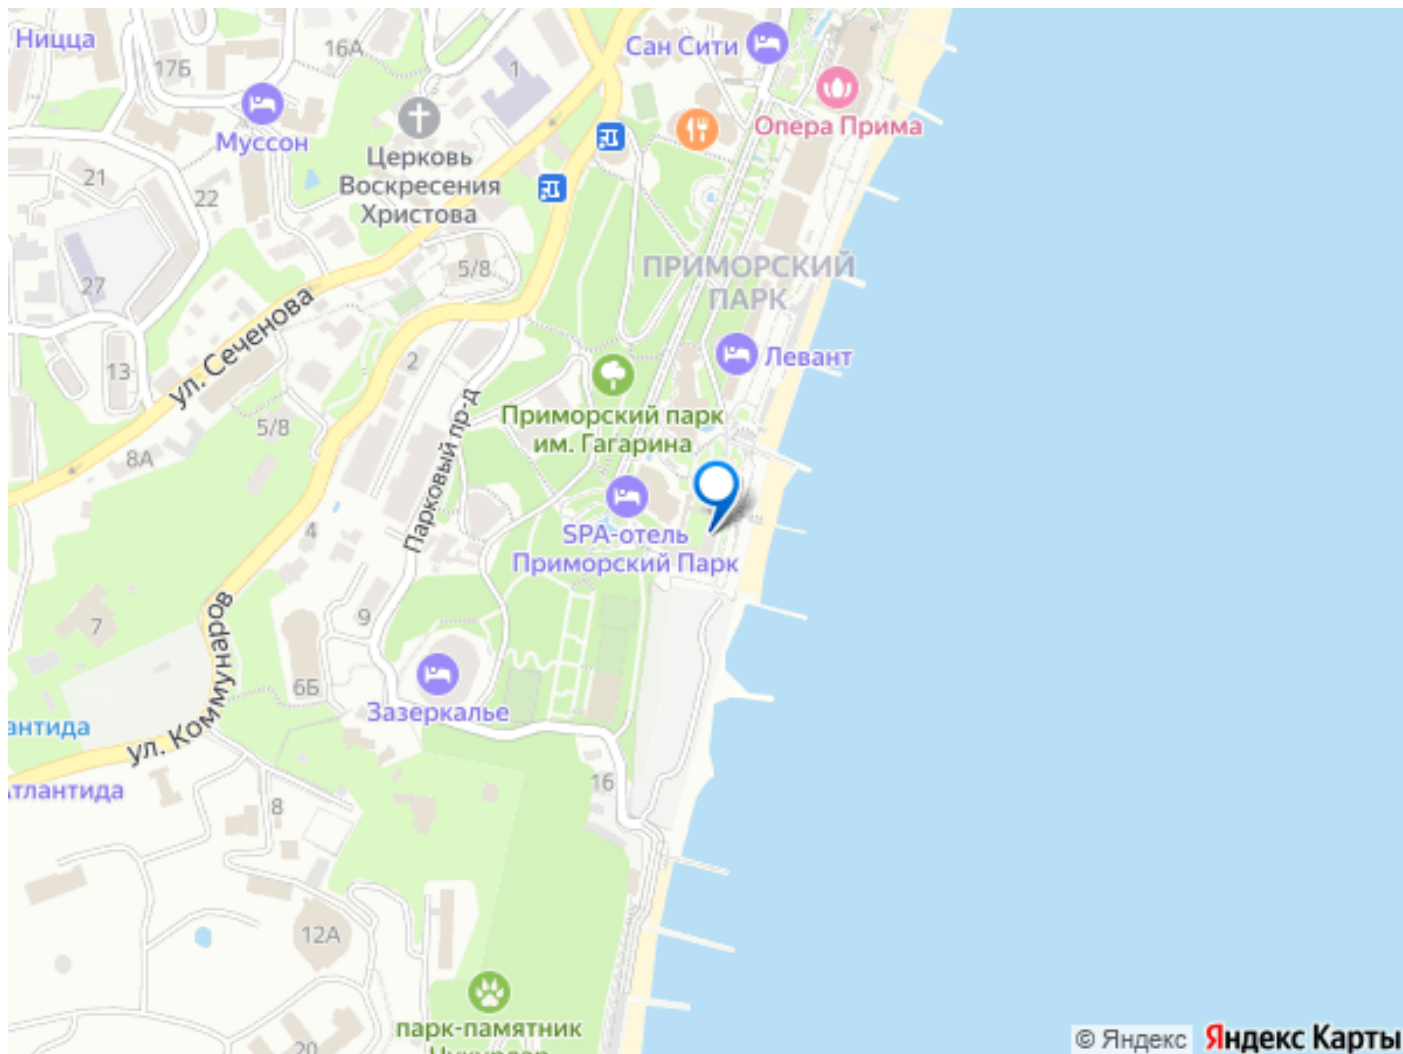 Ницца
16А
17Б
1
Сан Сити
Муссон
Опера Прима
Церковь
Воскресения
Христова
21
22
5/8
27
ПРИМОРСКИЙ
ПАРК
ул. Сеченова
13
2
Левант
5/8
8А
Приморский парк
им. Гагарина
Парковый пр-д
4
SPA-отель
Приморский Парк
7
9
6Б
ул. Коммунаров
Зазеркалье
антида
тлантида
8
16
12А
20
парк-памятник
Чукурлар
© Яндекс Яндекс Карты